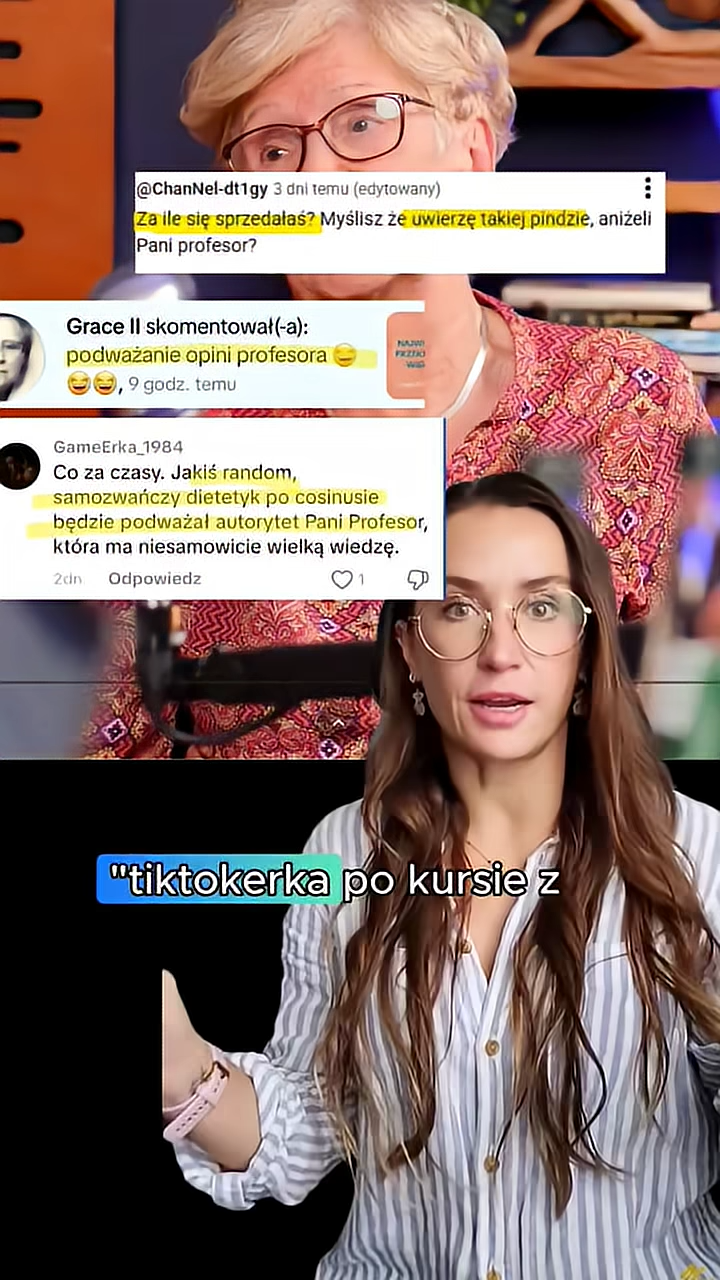 @ChanNel-dt1gy 3 dni temu (edytowany)
Za ile się sprzedałaś? Myślisz że uwierzę takiej pindzie, aniżeli
Pani profesor?
Grace II skomentował(-a):
podważanie opini profesora 😄
😆😆, 9 godz. temu
GameErka_1984
Co za czasy. Jakiś random,
samozwańczy dietetyk po cosinusie
będzie podważał autorytet Pani Profesor,
która ma niesamowicie wielką wiedzę.
2dn Odpowiedz 1
"tiktokerka po kursie z